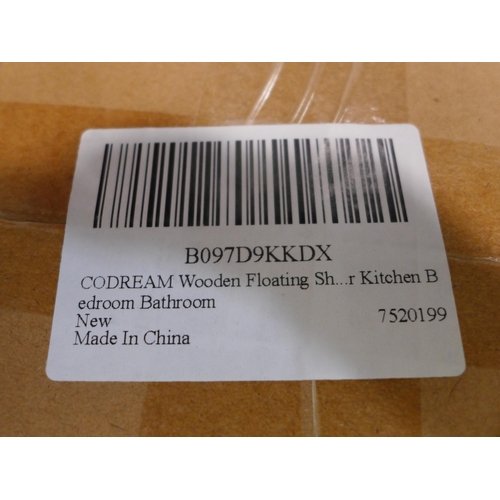 B097D9KKDX
CODREAM Wooden Floating Sh...r Kitchen B
edroom Bathroom
New 7520199
Made In China